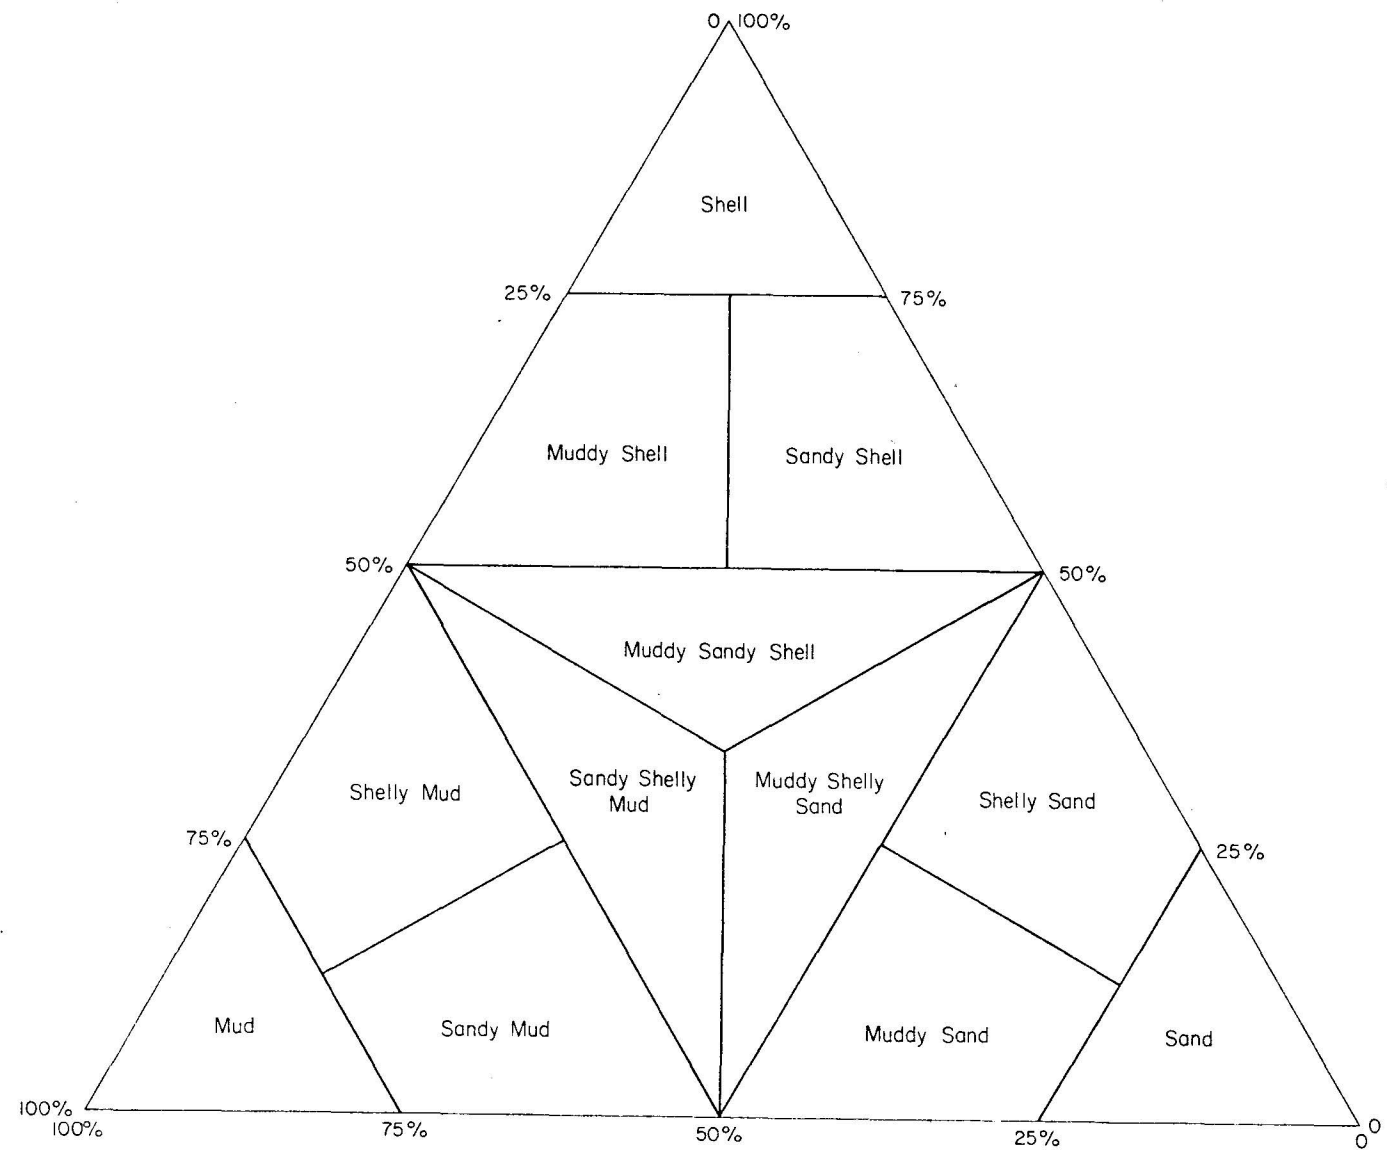 0 100%
Shell
25% 75%
Muddy Shell Sandy Shell
50% 50%
Muddy Sandy Shell
Sandy Shelly
Mud
Muddy Shelly
Sand
Shelly Mud Shelly Sand
75% 25%
Mud Sandy Mud Muddy Sand Sand
100% 0
100% 75% 50% 25% 0